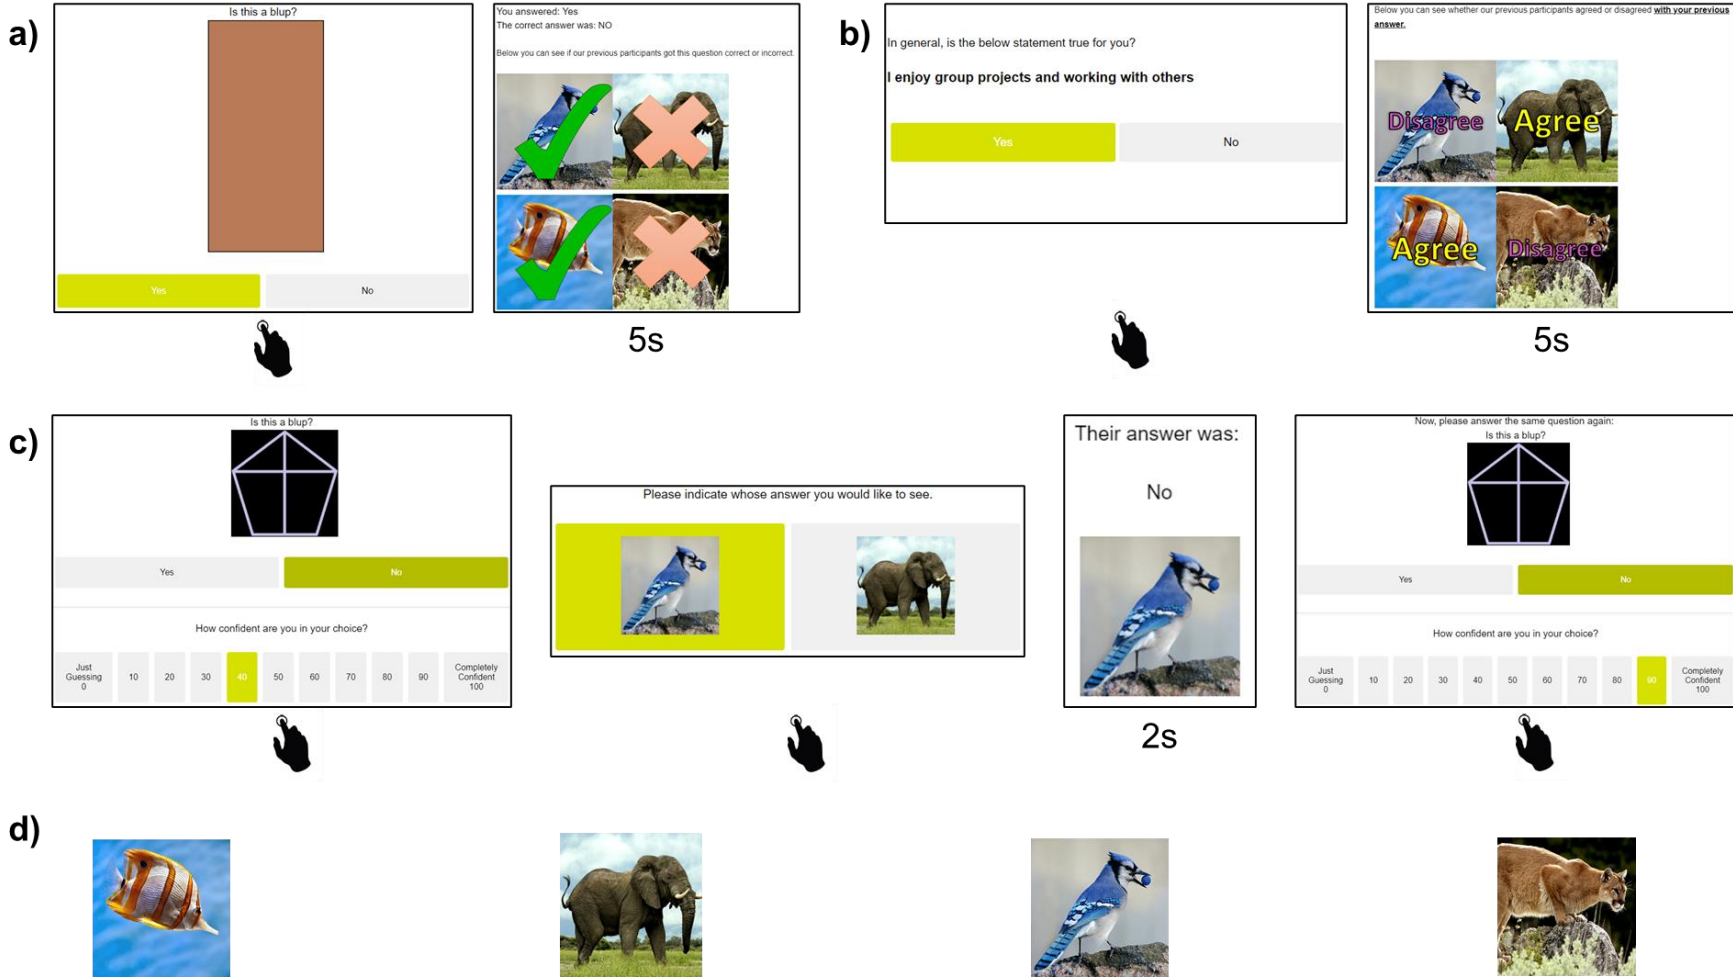 a)
Is this a blup?
Yes
No
You answered: Yes
The correct answer was: NO
Below you can see if our previous participants got this question correct or incorrect.
5s
b)
In general, is the below statement true for you?
I enjoy group projects and working with others
Yes
No
Below you can see whether our previous participants agreed or disagreed with your previous
answer.
Disagree
Agree
Agree
Disagree
5s
c)
Is this a blup?
Yes
No
How confident are you in your choice?
Just
Guessing
0
10
20
30
40
50
60
70
80
90
Completely
Confident
100
Please indicate whose answer you would like to see.
Their answer was:
No
2s
Now, please answer the same question again:
Is this a blup?
Yes
No
How confident are you in your choice?
Just
Guessing
0
10
20
30
40
50
60
70
80
90
Completely
Confident
100
d)